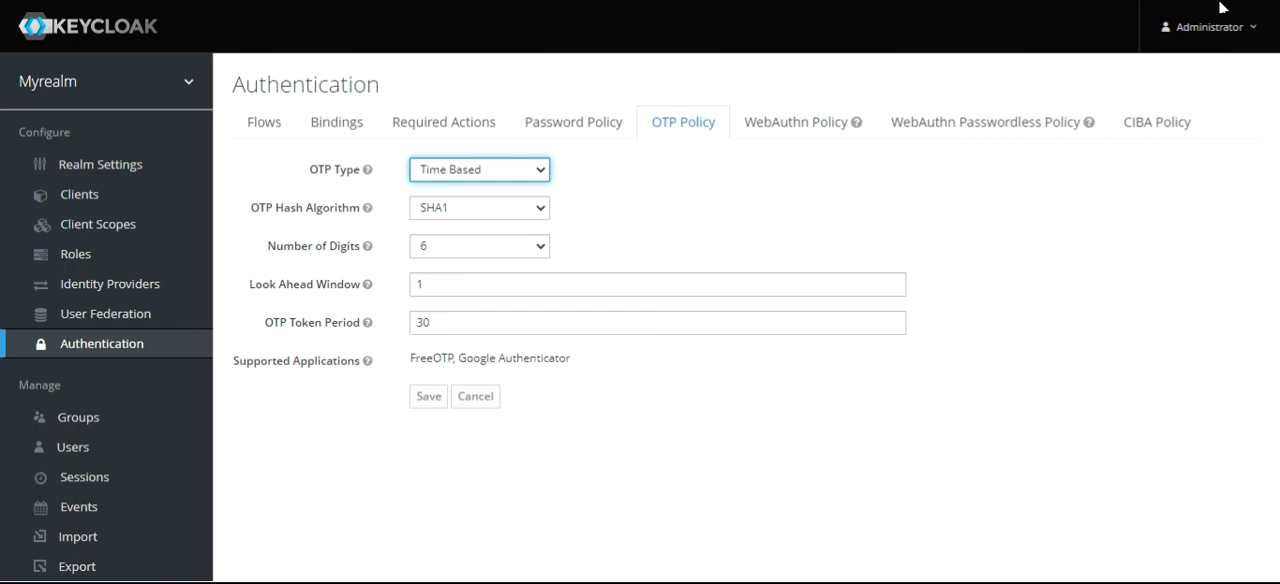 KEYCLOAK
Administrator
Myrealm
Configure
Realm Settings
Clients
Client Scopes
Roles
Identity Providers
User Federation
Authentication
Manage
Groups
Users
Sessions
Events
Import
Export
Authentication
Flows Bindings Required Actions Password Policy OTP Policy WebAuthn Policy WebAuthn Passwordless Policy CIBA Policy
OTP Type Time Based
OTP Hash Algorithm SHA1
Number of Digits 6
Look Ahead Window 1
OTP Token Period 30
Supported Applications FreeOTP, Google Authenticator
Save Cancel